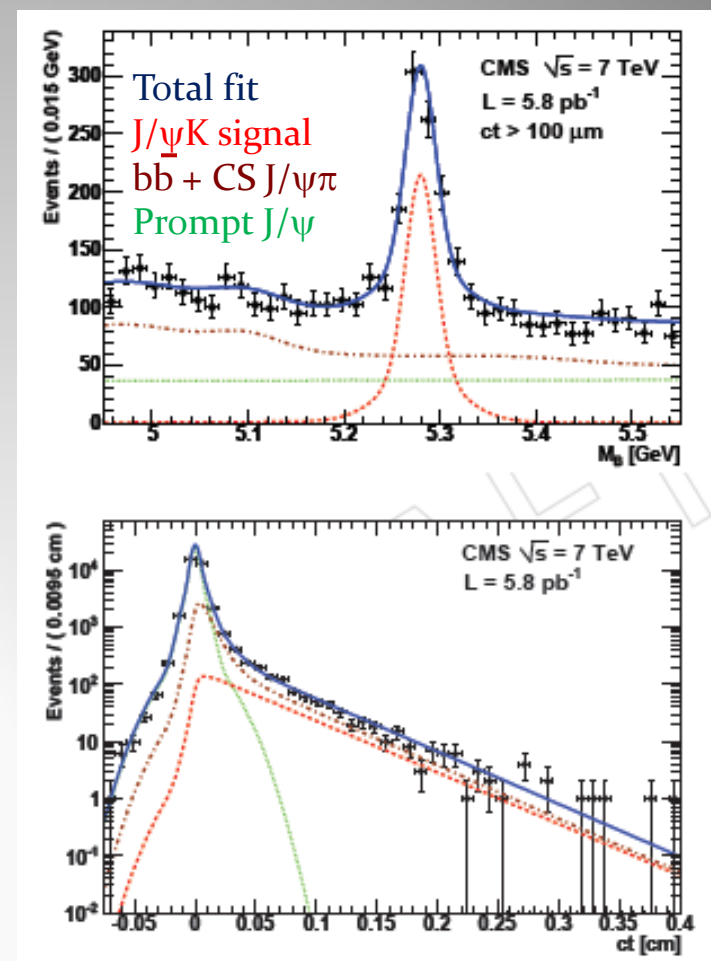 300
250
200
150
100
50
0
Events / ( 0.015 GeV)
Total fit
J/ψK signal
bb̄ + CS J/ψπ
Prompt J/ψ
CMS √s = 7 TeV
L = 5.8 pb⁻¹
ct > 100 μm
5 5.1 5.2 5.3 5.4 5.5
M_B [GeV]
10⁴
10³
10²
10
1
10⁻¹
10⁻²
Events / ( 0.0095 cm )
CMS √s = 7 TeV
L = 5.8 pb⁻¹
-0.05 0 0.05 0.1 0.15 0.2 0.25 0.3 0.35 0.4
ct [cm]